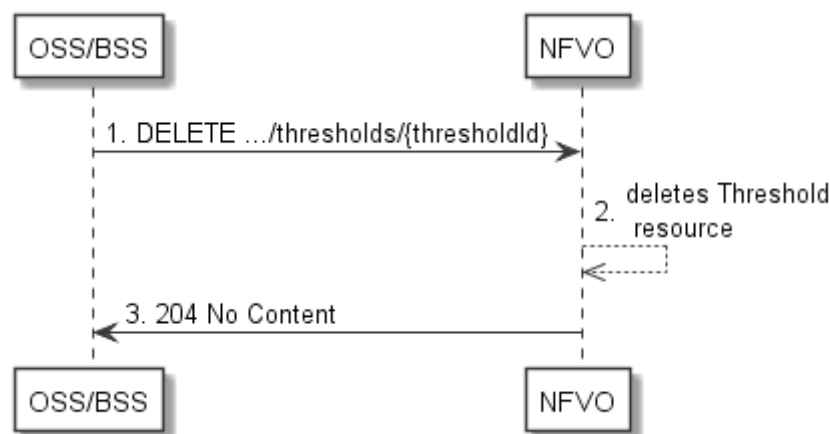 OSS/BSS
NFVO
1. DELETE .../thresholds/{thresholdId}
2. deletes Threshold
resource
3. 204 No Content
OSS/BSS
NFVO